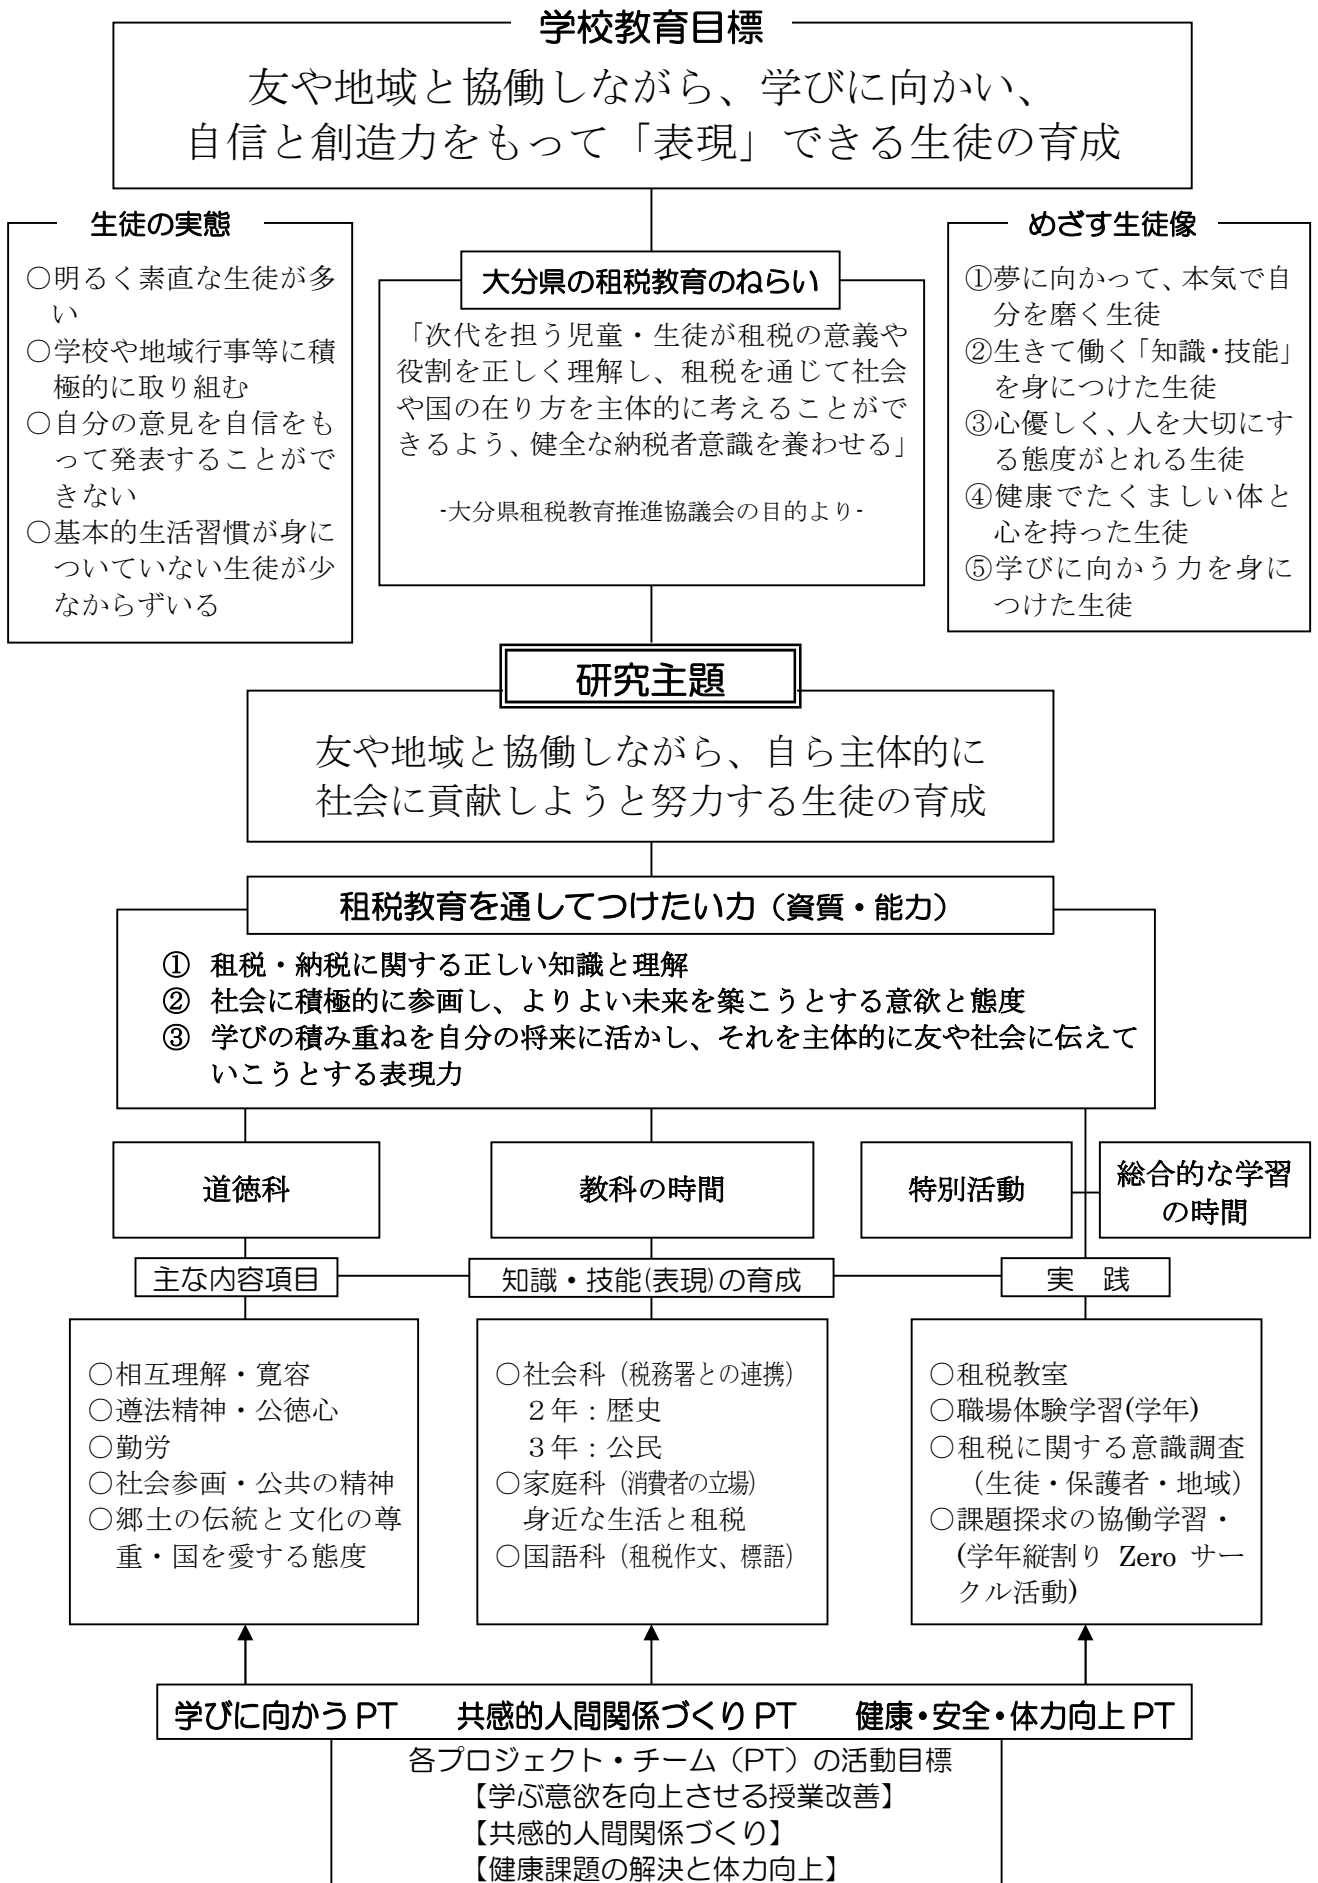 学校教育目標
友や地域と協働しながら、学びに向かい、
自信と創造力をもって「表現」できる生徒の育成
生徒の実態
○明るく素直な生徒が多
い
○学校や地域行事等に積
極的に取り組む
○自分の意見を自信をも
って発表することがで
きない
○基本的生活習慣が身に
ついていない生徒が少
なからずいる
大分県の租税教育のねらい
「次代を担う児童・生徒が租税の意義や
役割を正しく理解し、租税を通じて社会
や国の在り方を主体的に考えることがで
きるよう、健全な納税者意識を養わせる」
-大分県租税教育推進協議会の目的より-
めざす生徒像
①夢に向かって、本気で自
分を磨く生徒
②生きて働く「知識・技能」
を身につけた生徒
③心優しく、人を大切にす
る態度がとれる生徒
④健康でたくましい体と
心を持った生徒
⑤学びに向かう力を身に
つけた生徒
研究主題
友や地域と協働しながら、自ら主体的に
社会に貢献しようと努力する生徒の育成
租税教育を通してつけたい力（資質・能力）
① 租税・納税に関する正しい知識と理解
② 社会に積極的に参画し、よりよい未来を築こうとする意欲と態度
③ 学びの積み重ねを自分の将来に活かし、それを主体的に友や社会に伝えて
いこうとする表現力
道徳科
教科の時間
特別活動
総合的な学習
の時間
主な内容項目
知識・技能(表現)の育成
実 践
○相互理解・寛容
○遵法精神・公徳心
○勤労
○社会参画・公共の精神
○郷土の伝統と文化の尊
重・国を愛する態度
○社会科（税務署との連携）
２年：歴史
３年：公民
○家庭科（消費者の立場）
身近な生活と租税
○国語科（租税作文、標語）
○租税教室
○職場体験学習(学年)
○租税に関する意識調査
（生徒・保護者・地域）
○課題探求の協働学習・
(学年縦割り Zero サー
クル活動)
学びに向かう PT 共感的人間関係づくり PT 健康・安全・体力向上 PT
各プロジェクト・チーム（PT）の活動目標
【学ぶ意欲を向上させる授業改善】
【共感的人間関係づくり】
【健康課題の解決と体力向上】